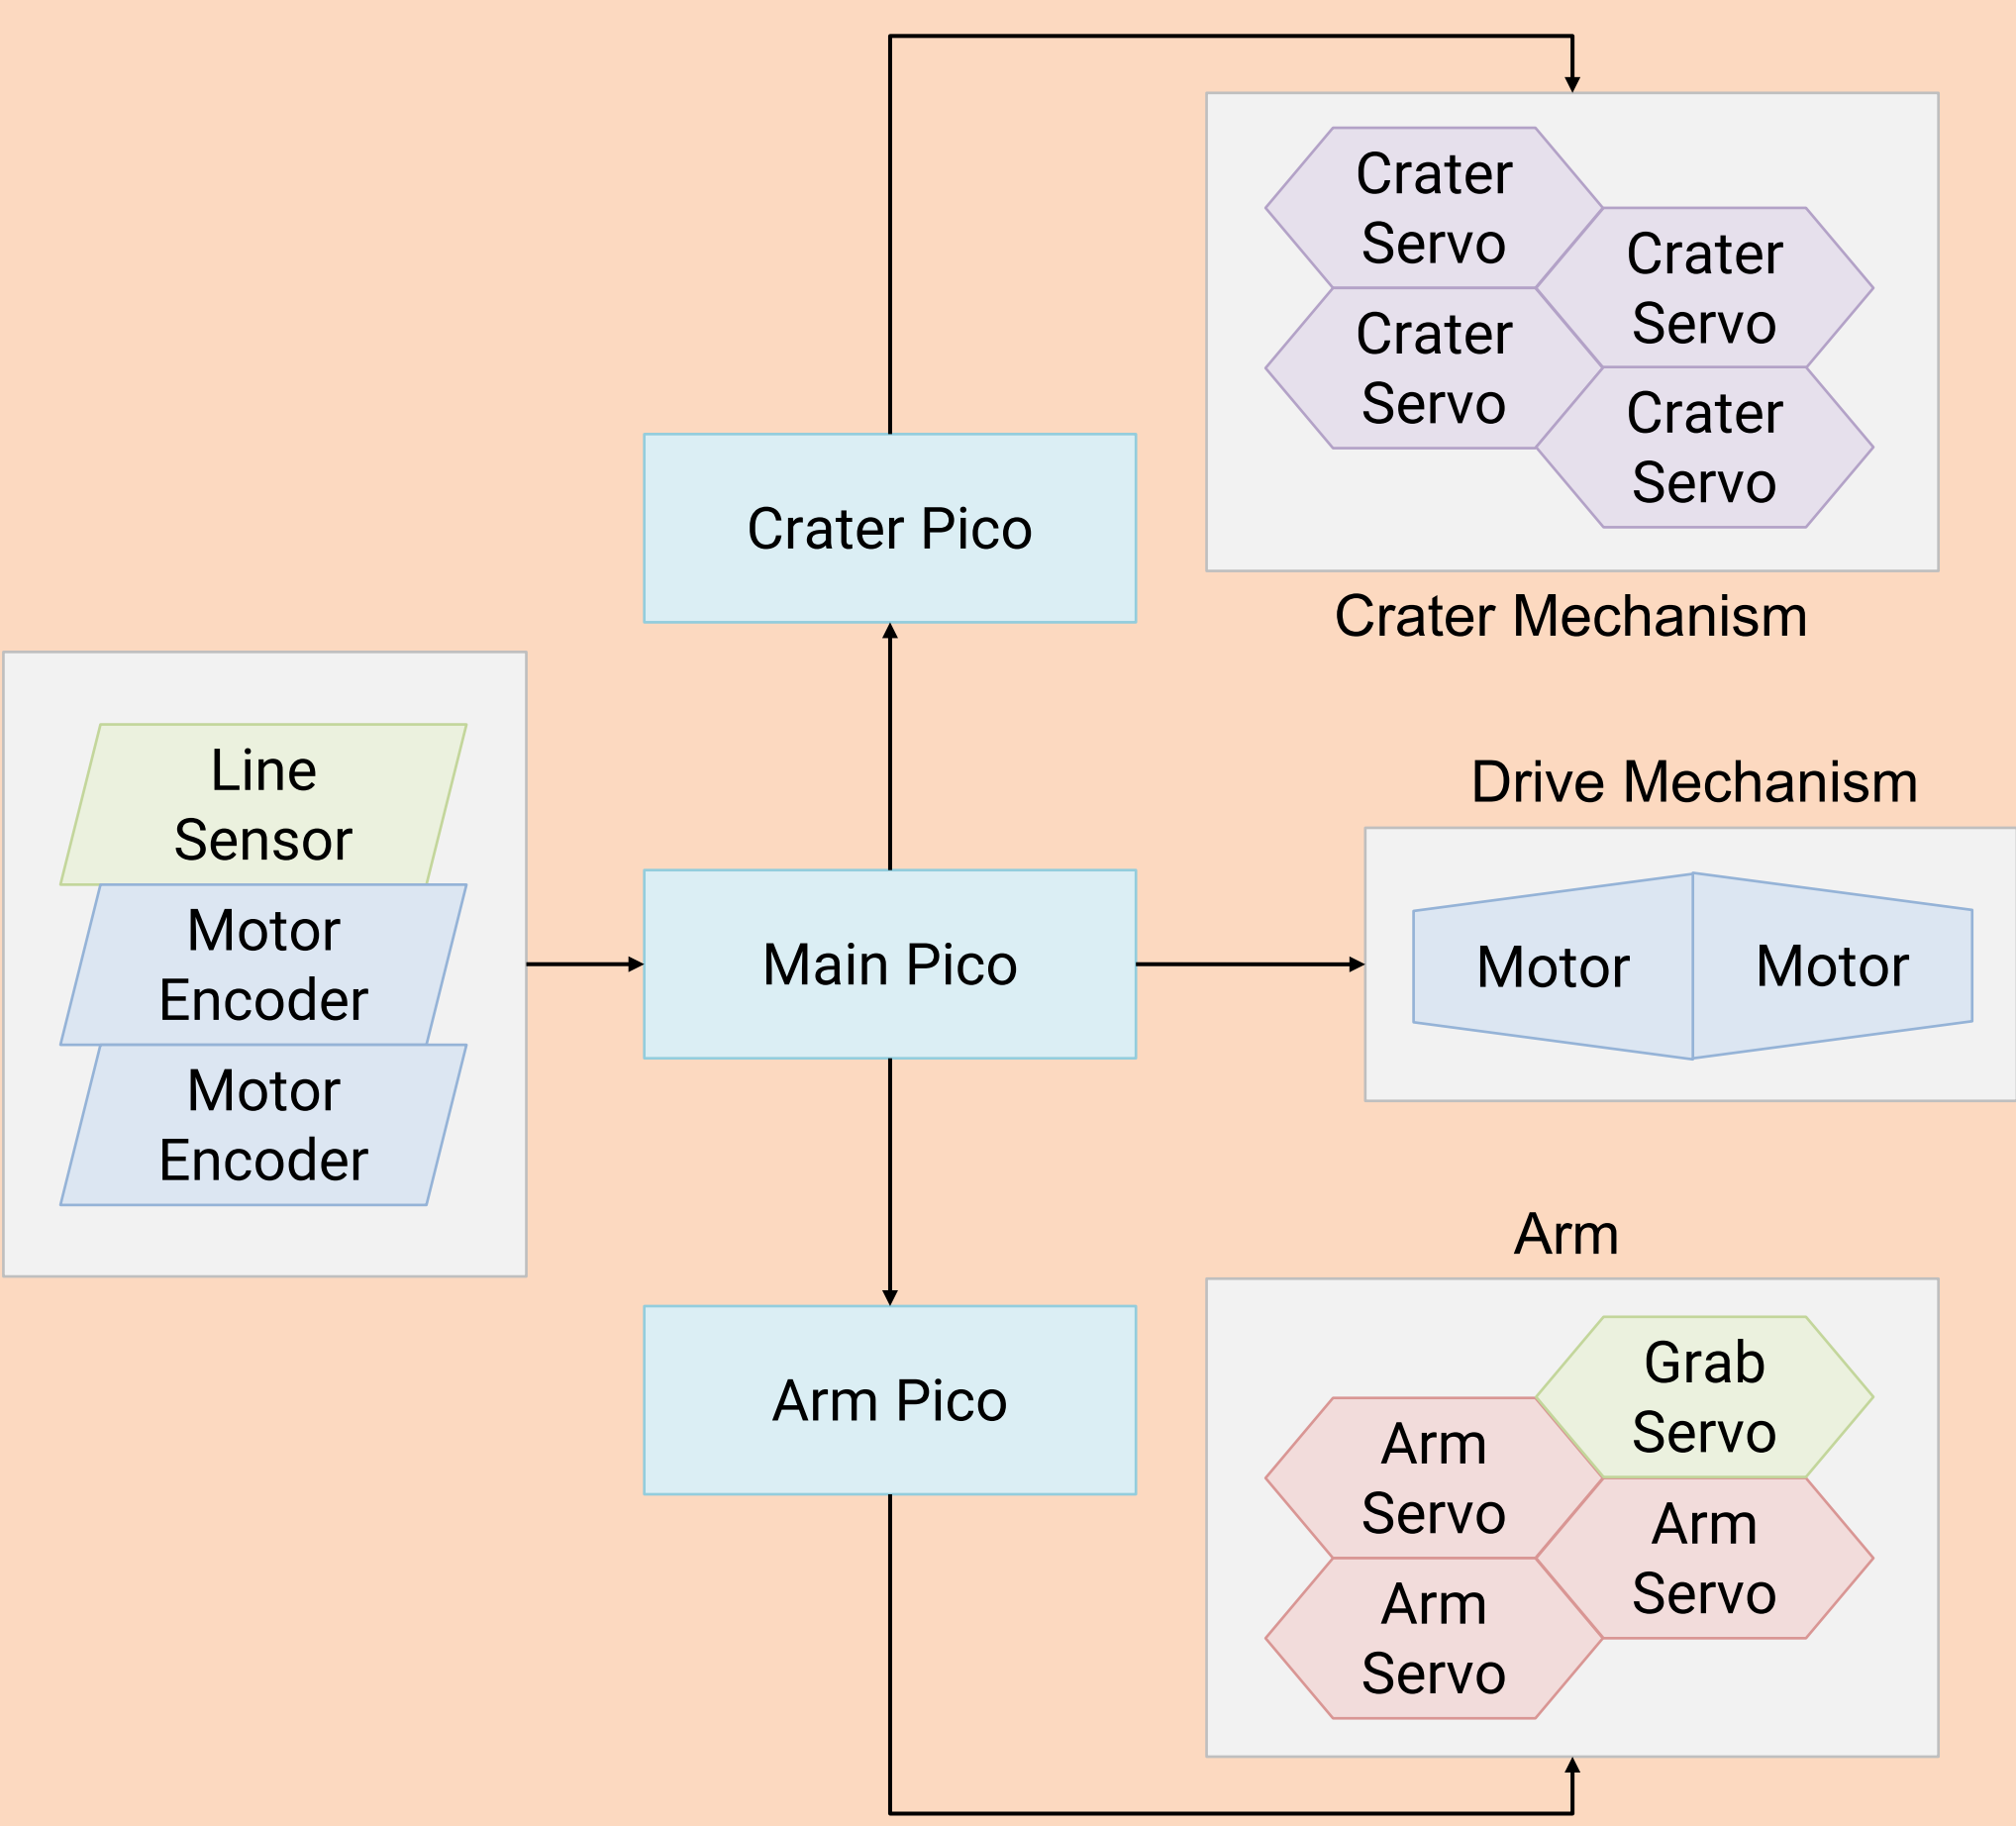 Crater
Servo
Crater
Servo
Crater
Servo
Crater
Servo
Crater Mechanism
Crater Pico
Line
Sensor
Motor
Encoder
Motor
Encoder
Main Pico
Drive Mechanism
Motor
Motor
Arm Pico
Arm
Grab
Servo
Arm
Servo
Arm
Servo
Arm
Servo